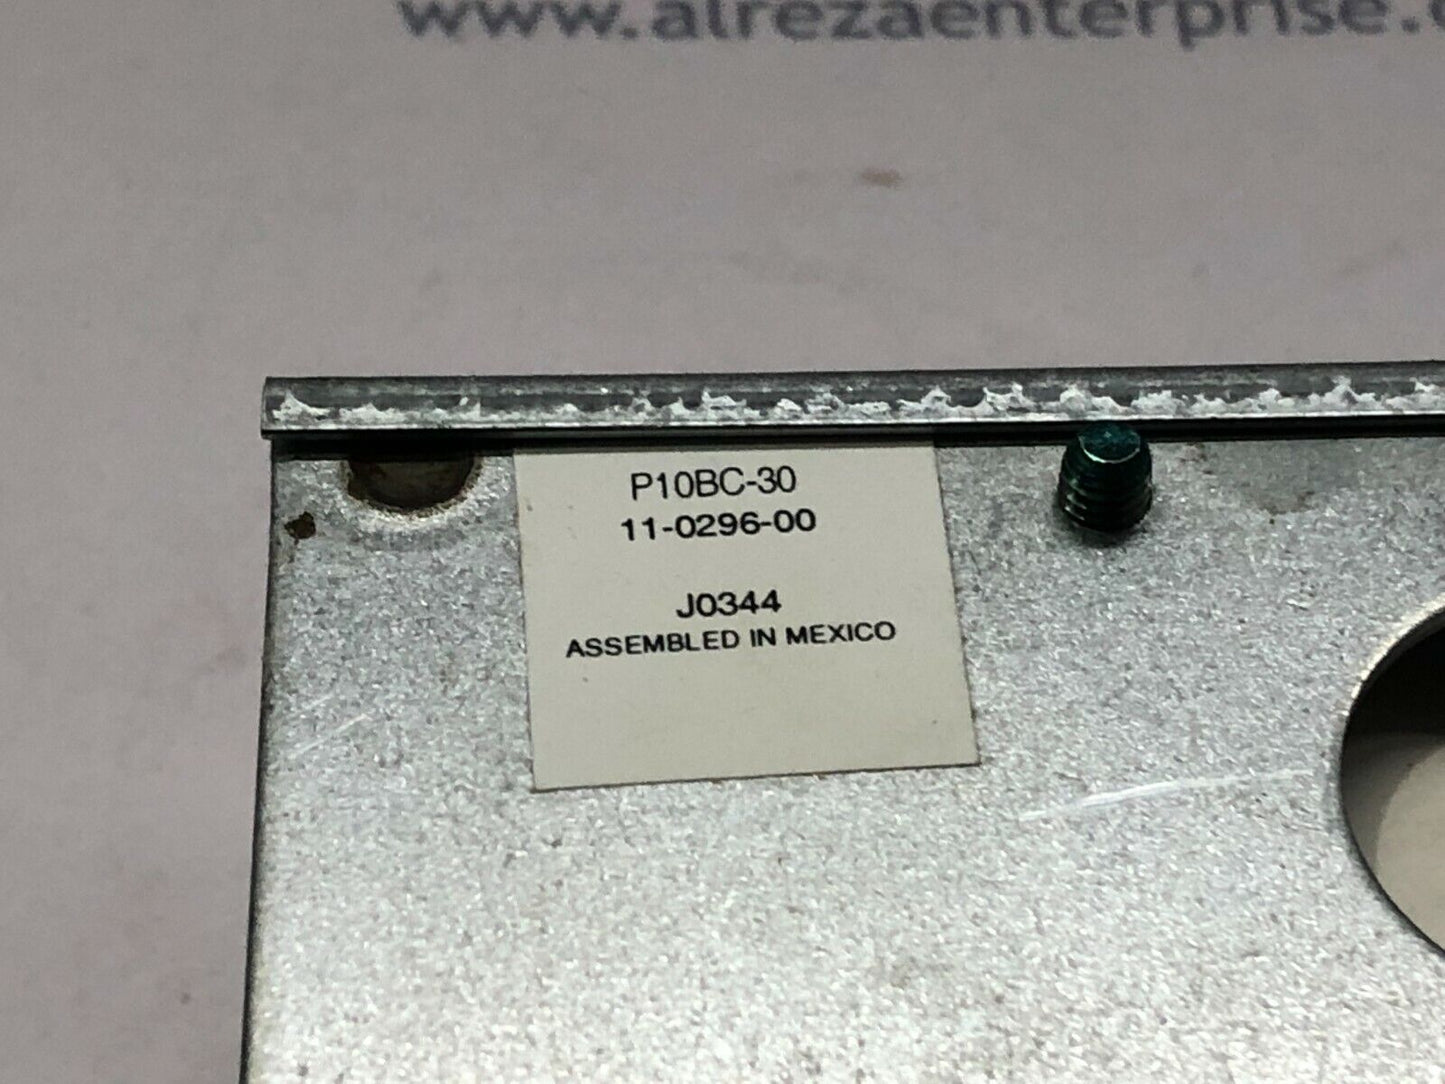 www.alrezaenterprise.
P10BC-30
11-0296-00
J0344
ASSEMBLED IN MEXICO